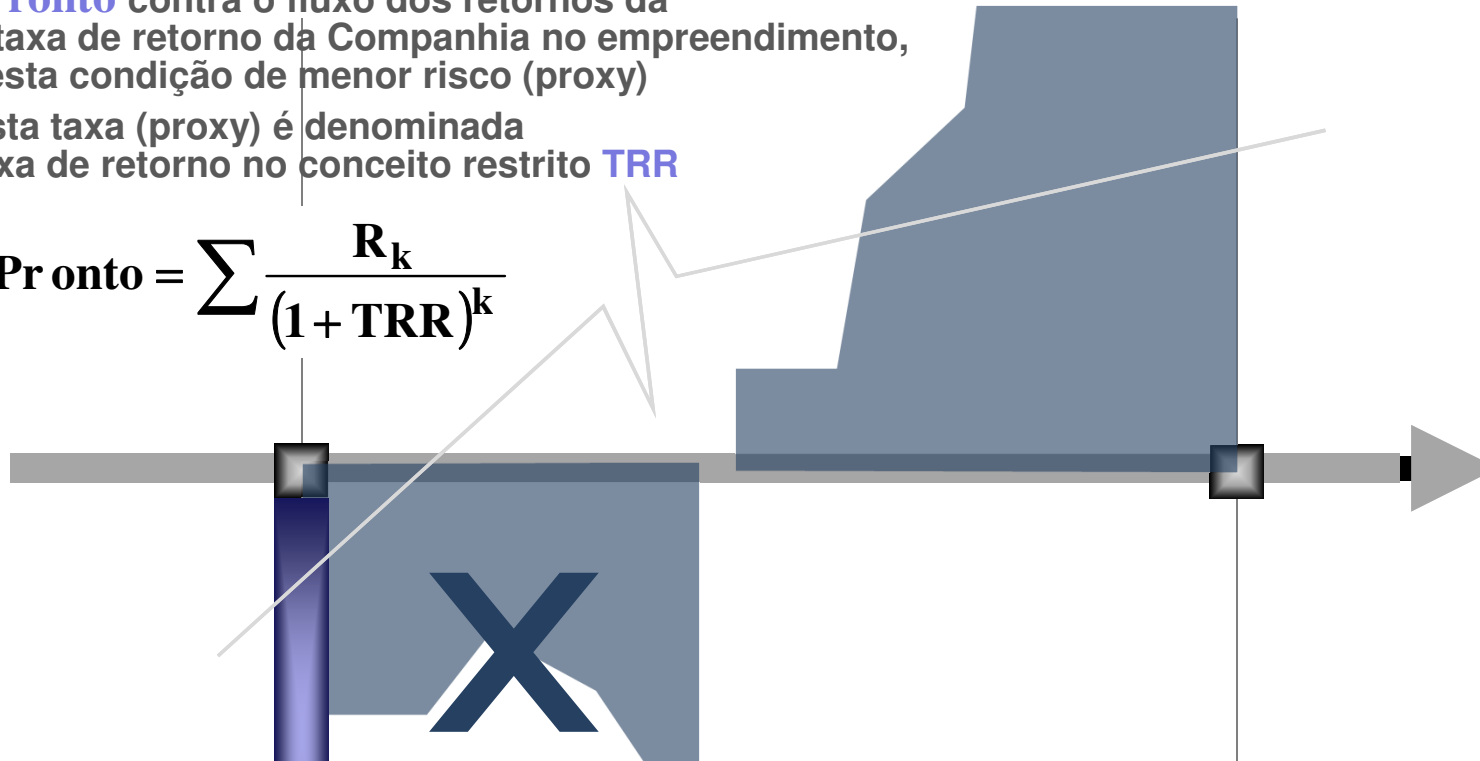 ronto contra o fluxo dos retornos da
taxa de retorno da Companhia no empreendimento,
esta condição de menor risco (proxy)
sta taxa (proxy) é denominada
xa de retorno no conceito restrito TRR
Pr onto = ∑ R_k / (1 + TRR)^k
X